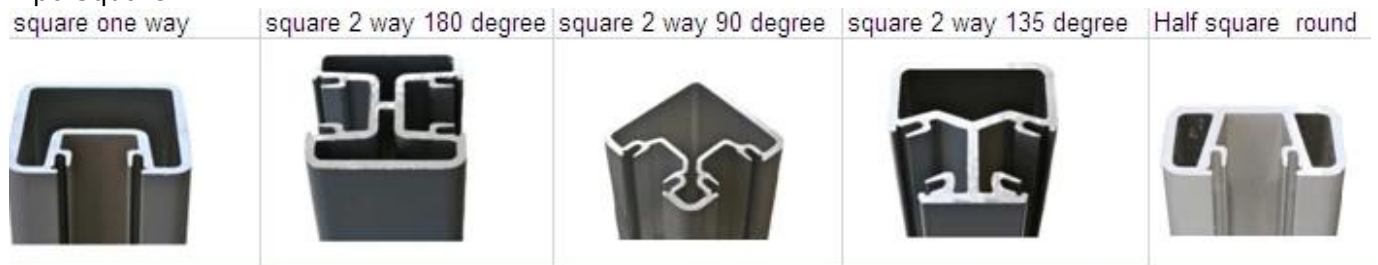 square one way
square 2 way 180 degree
square 2 way 90 degree
square 2 way 135 degree
Half square round